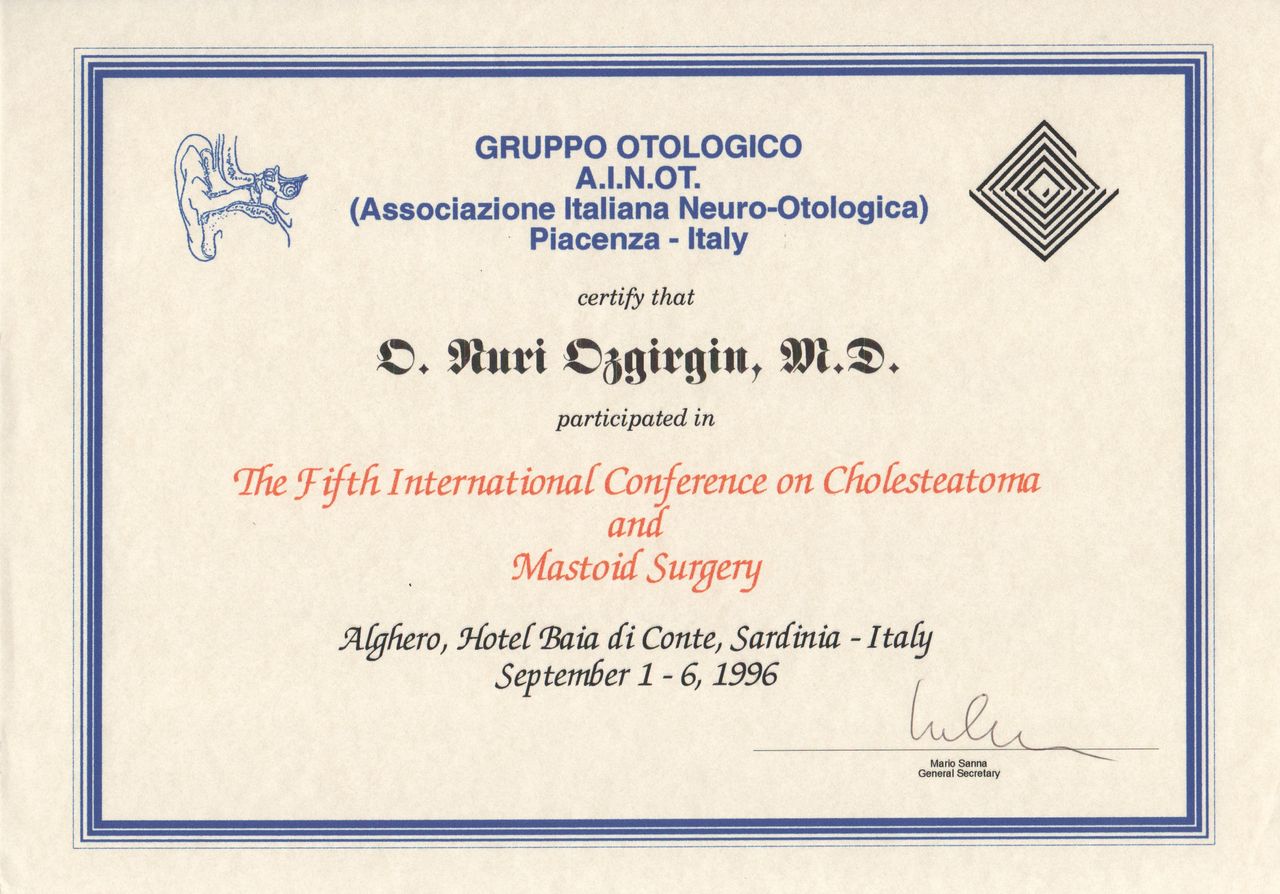 GRUPPO OTOLOGICO
A.I.N.OT.
(Associazione Italiana Neuro-Otologica)
Piacenza - Italy
certify that
O. Nuri Ozgirgin, M.D.
participated in
The Fifth International Conference on Cholesteatoma
and
Mastoid Surgery
Alghero, Hotel Baia di Conte, Sardinia - Italy
September 1 - 6, 1996
Mario Sanna
General Secretary